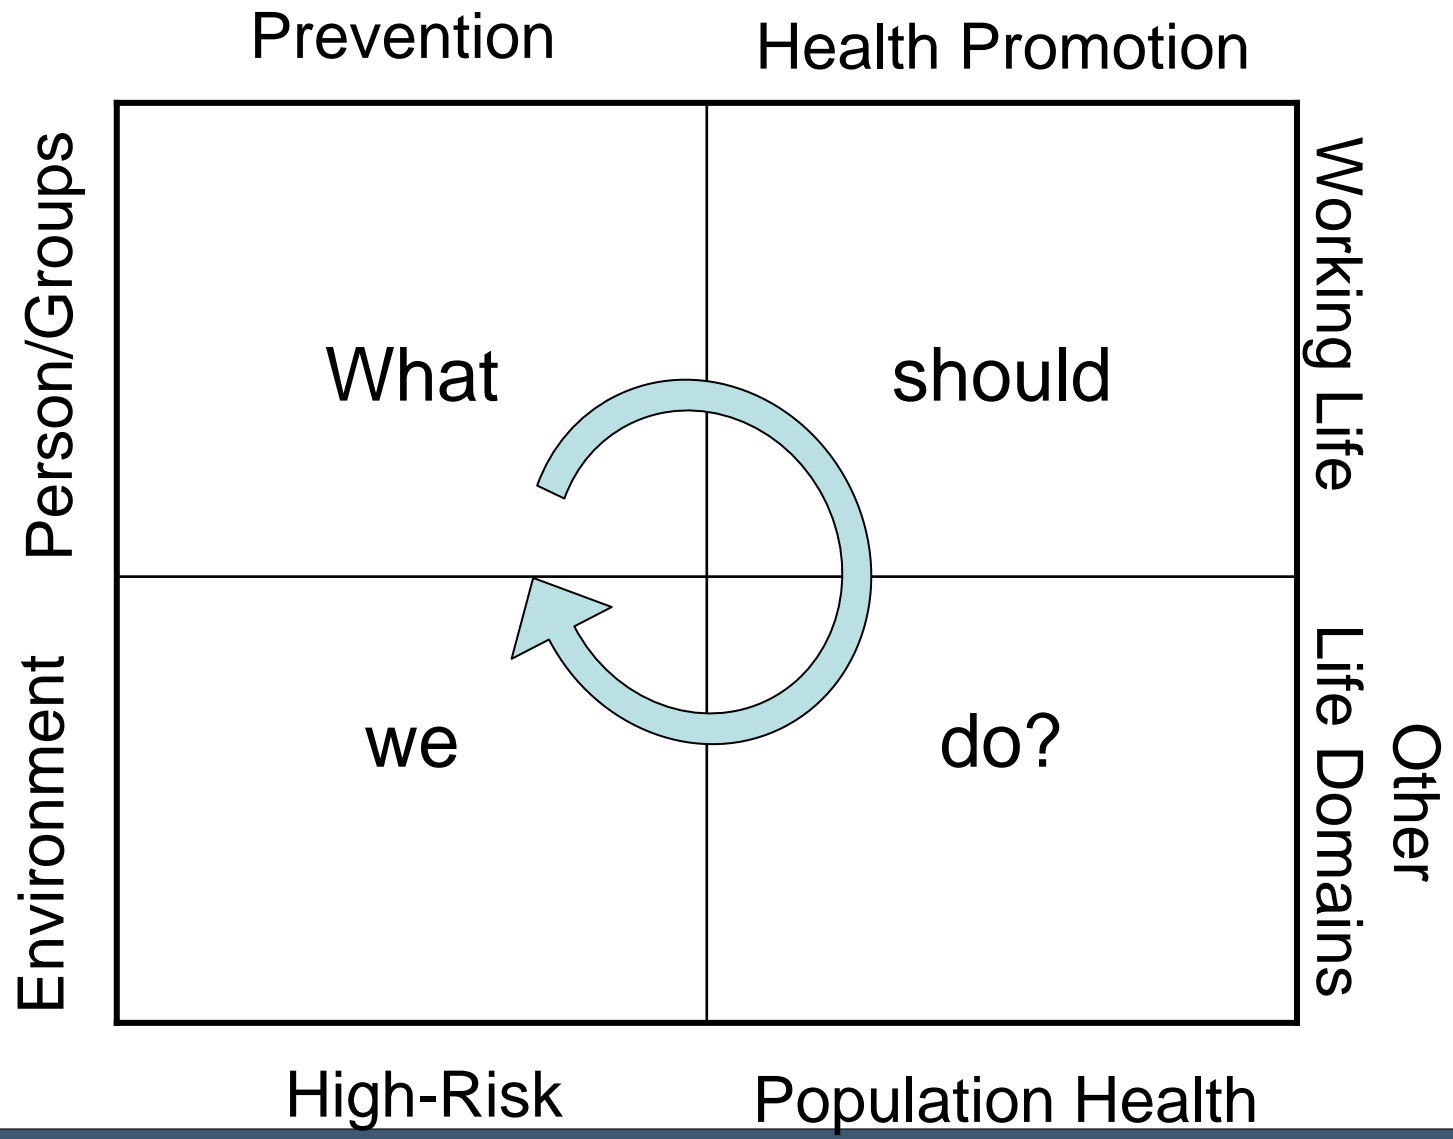 Prevention
Health Promotion
Person/Groups
What
should
Working Life
Environment
we
do?
Other
Life Domains
High-Risk
Population Health